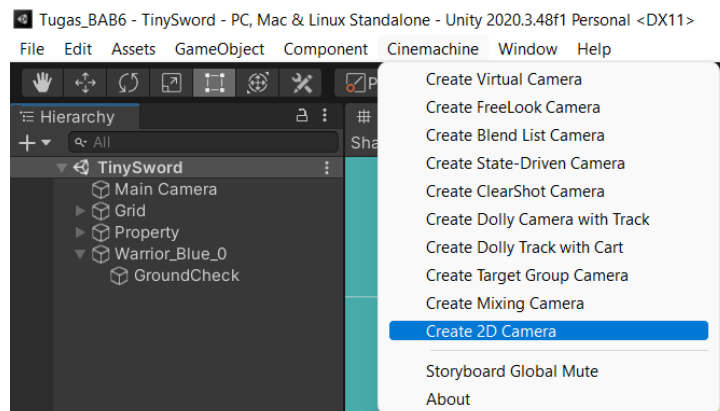 Tugas_BAB6 - TinySword - PC, Mac & Linux Standalone - Unity 2020.3.48f1 Personal <DX11>
File Edit Assets GameObject Component Cinemachine Window Help
P
Hierarchy
All
Sha
TinySword
Main Camera
Grid
Property
Warrior_Blue_0
GroundCheck
Create Virtual Camera
Create FreeLook Camera
Create Blend List Camera
Create State-Driven Camera
Create ClearShot Camera
Create Dolly Camera with Track
Create Dolly Track with Cart
Create Target Group Camera
Create Mixing Camera
Create 2D Camera
Storyboard Global Mute
About